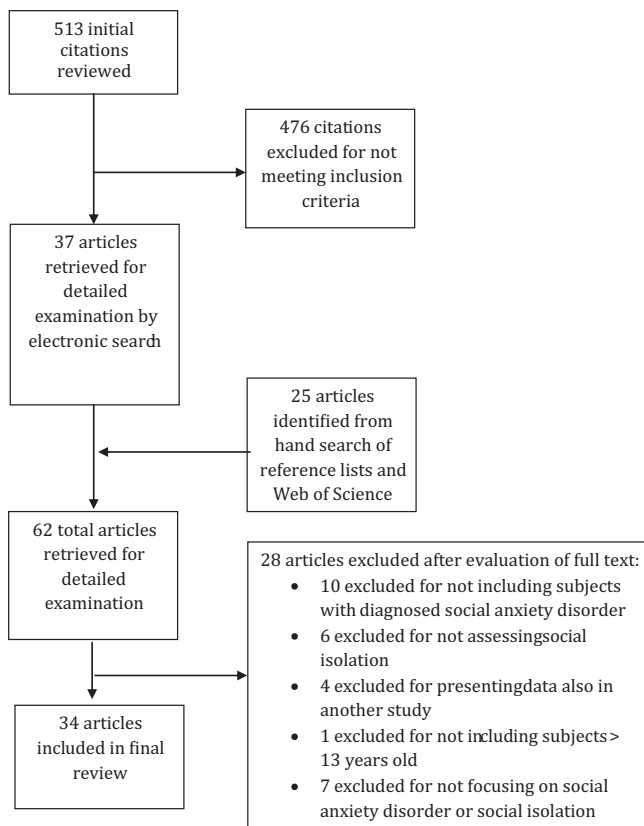 513 initial
citations
reviewed
476 citations
excluded for not
meeting inclusion
criteria
37 articles
retrieved for
detailed
examination by
electronic search
25 articles
identified from
hand search of
reference lists and
Web of Science
62 total articles
retrieved for
detailed
examination
28 articles excluded after evaluation of full text:
• 10 excluded for not including subjects
with diagnosed social anxiety disorder
• 6 excluded for not assessingsocial
isolation
• 4 excluded for presentingdata also in
another study
• 1 excluded for not including subjects >
13 years old
• 7 excluded for not focusing on social
anxiety disorder or social isolation
34 articles
included in final
review